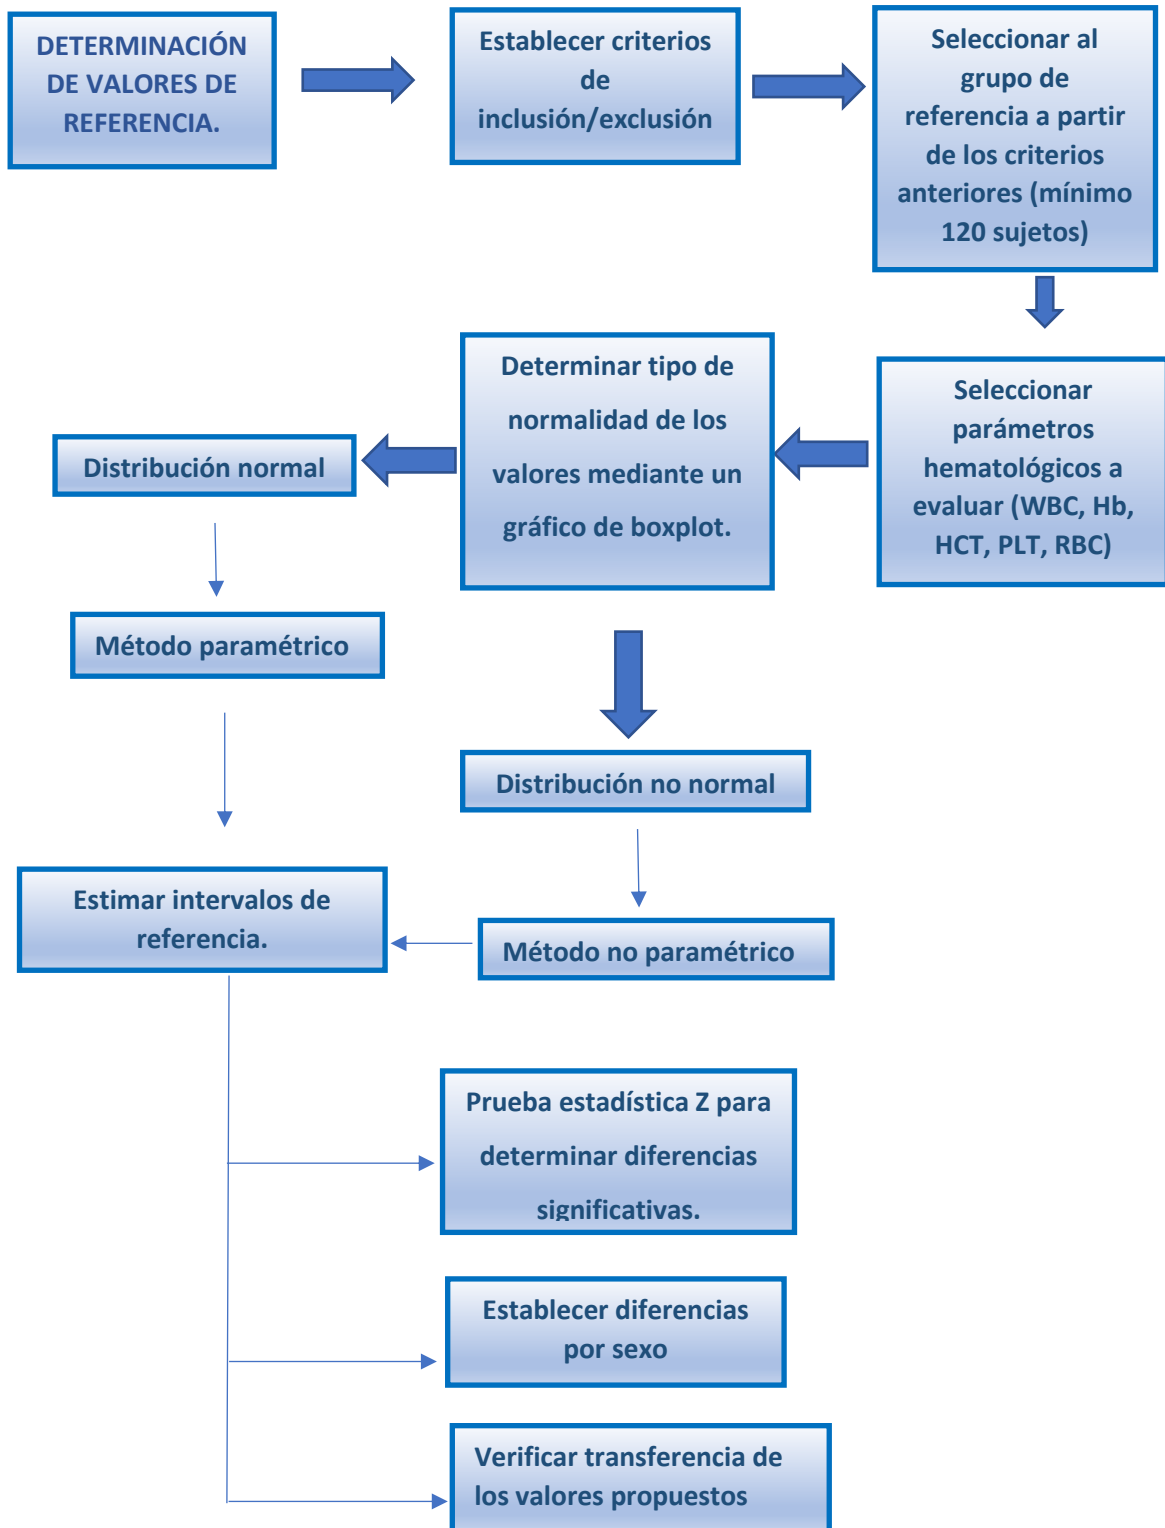 DETERMINACIÓN
DE VALORES DE
REFERENCIA.
Establecer criterios
de
inclusión/exclusión
Seleccionar al
grupo de
referencia a partir
de los criterios
anteriores (mínimo
120 sujetos)
Seleccionar
parámetros
hematológicos a
evaluar (WBC, Hb,
HCT, PLT, RBC)
Determinar tipo de
normalidad de los
valores mediante un
gráfico de boxplot.
Distribución normal
Método paramétrico
Distribución no normal
Método no paramétrico
Estimar intervalos de
referencia.
Prueba estadística Z para
determinar diferencias
significativas.
Establecer diferencias
por sexo
Verificar transferencia de
los valores propuestos